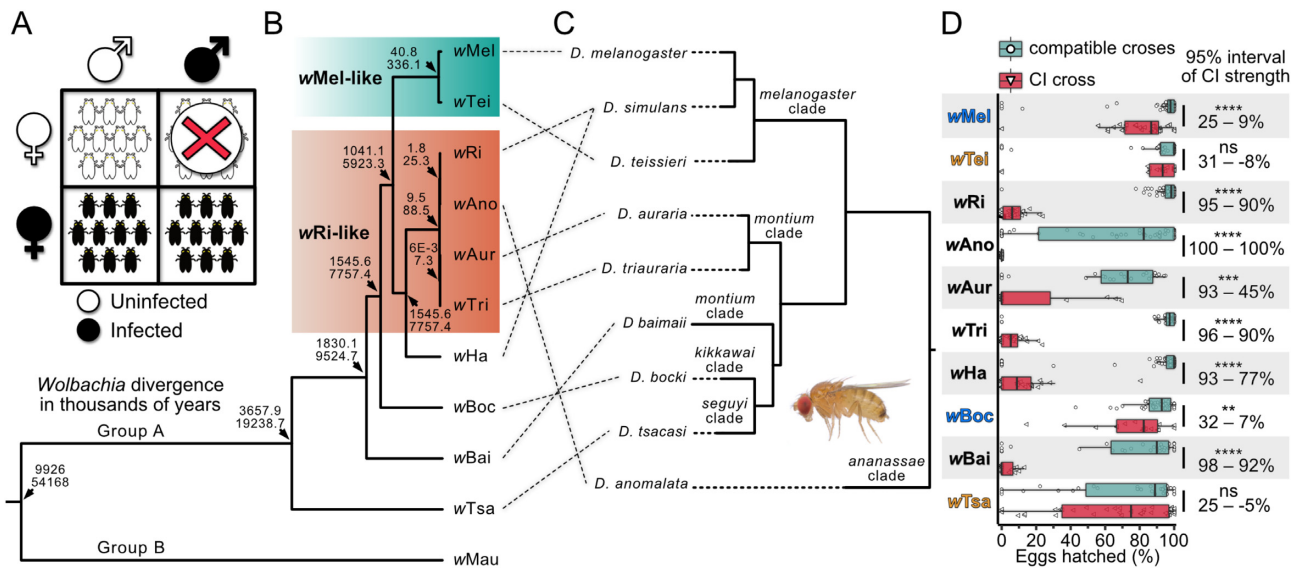 A
Uninfected
Infected
B
wMel-like
wRi-like
40.8
336.1
1041.1
5923.3
1.8
25.3
9.5
88.5
6E-3
7.3
1545.6
7757.4
1545.6
7757.4
1830.1
9524.7
3657.9
19238.7
9926
54168
Wolbachia divergence
in thousands of years
Group A
Group B
wMel
wTei
wRi
wAno
wAur
wTri
wHa
wBoc
wBai
wTsa
wMau
C
D. melanogaster
D. simulans
D. teissieri
D. auraria
D. triauraria
D baimaii
D. bocki
D. tsacasi
D. anomalata
melanogaster
clade
montium
clade
montium
clade
kikkawai
clade
seguyi
clade
ananassae
clade
D
compatible croses
CI cross
95% interval
of CI strength
wMel
****
25 – 9%
wTei
ns
31 – -8%
wRi
****
95 – 90%
wAno
****
100 – 100%
wAur
***
93 – 45%
wTri
****
96 – 90%
wHa
****
93 – 77%
wBoc
**
32 – 7%
wBai
****
98 – 92%
wTsa
ns
25 – -5%
0 20 40 60 80 100
Eggs hatched (%)